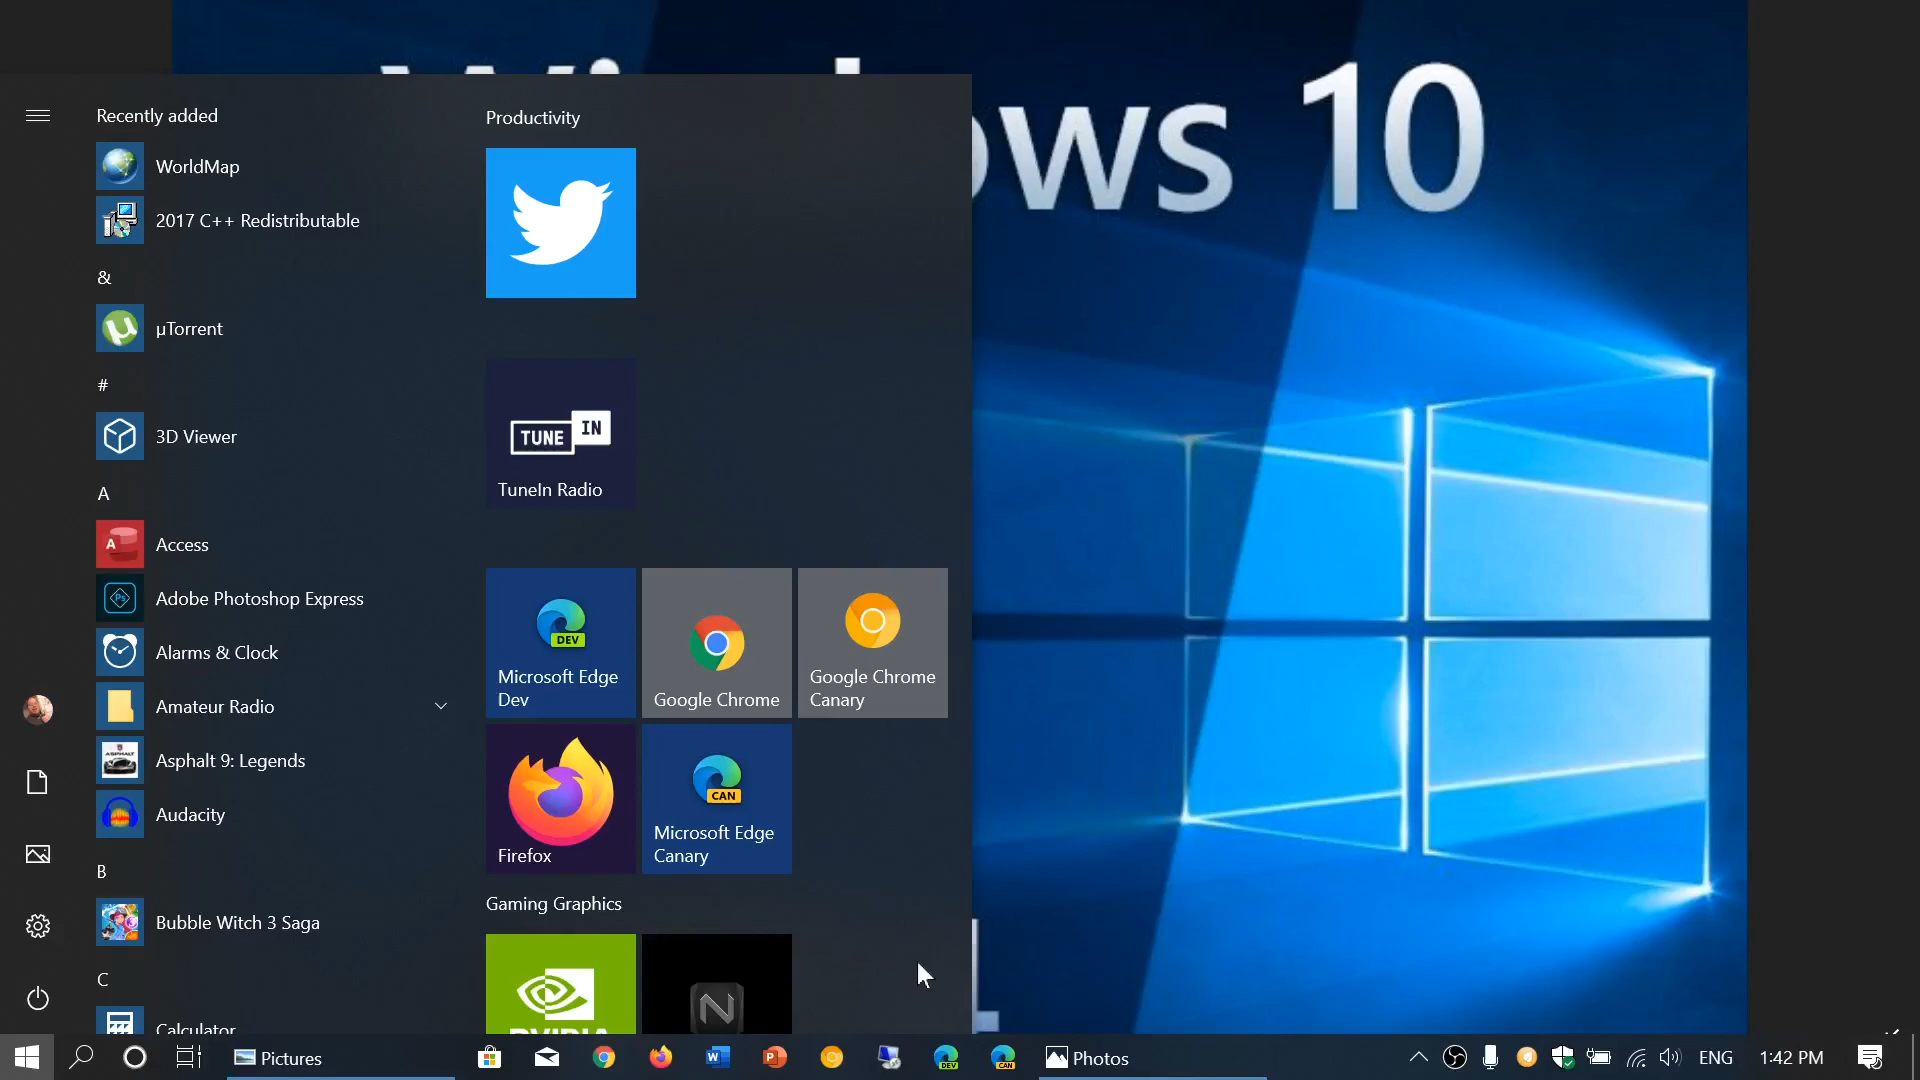 Windows 10
Recently added
WorldMap
2017 C++ Redistributable
&
µTorrent
#
3D Viewer
A
Access
Adobe Photoshop Express
Alarms & Clock
Amateur Radio
Asphalt 9: Legends
Audacity
B
Bubble Witch 3 Saga
C
Calculator
Productivity
TUNE IN
TuneIn Radio
DEV
Microsoft Edge
Dev
Google Chrome
Google Chrome
Canary
Firefox
CAN
Microsoft Edge
Canary
Gaming Graphics
NVIDIA
N
Pictures
Photos
ENG
1:42 PM